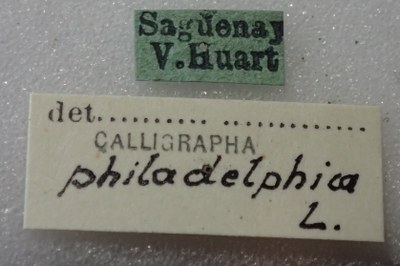 Saguenay
V. Huart
det.......... .............
CALLIGRAPHA
philadelphica
L.